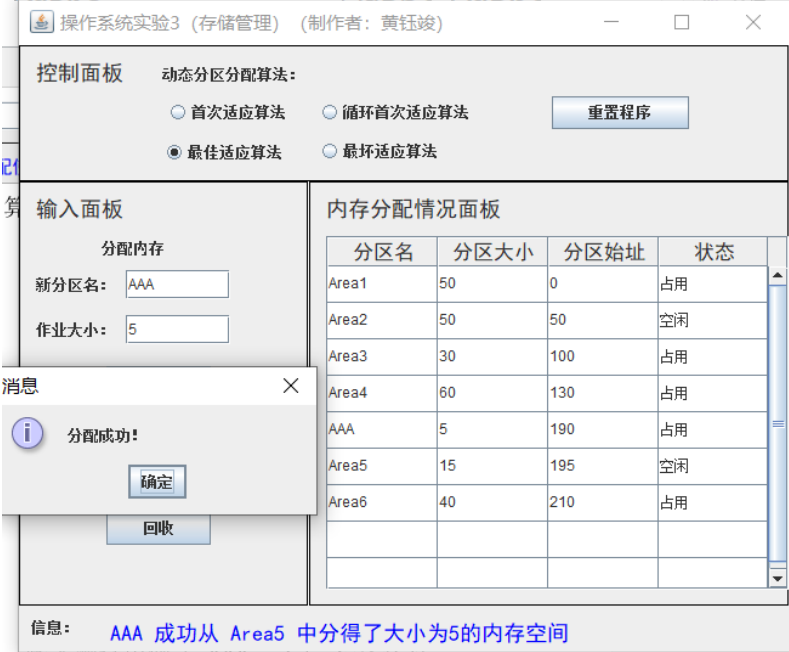 操作系统实验3（存储管理）（制作者：黄钰竣）
控制面板
动态分区分配算法：
首次适应算法 循环首次适应算法 重置程序
最佳适应算法 最坏适应算法
算
输入面板
分配内存
新分区名： AAA
作业大小： 5
消息
分配成功!
确定
回收
内存分配情况面板
分区名 分区大小 分区始址 状态
Area1 50 0 占用
Area2 50 50 空闲
Area3 30 100 占用
Area4 60 130 占用
AAA 5 190 占用
Area5 15 195 空闲
Area6 40 210 占用
信息： AAA 成功从 Area5 中分得了大小为5的内存空间